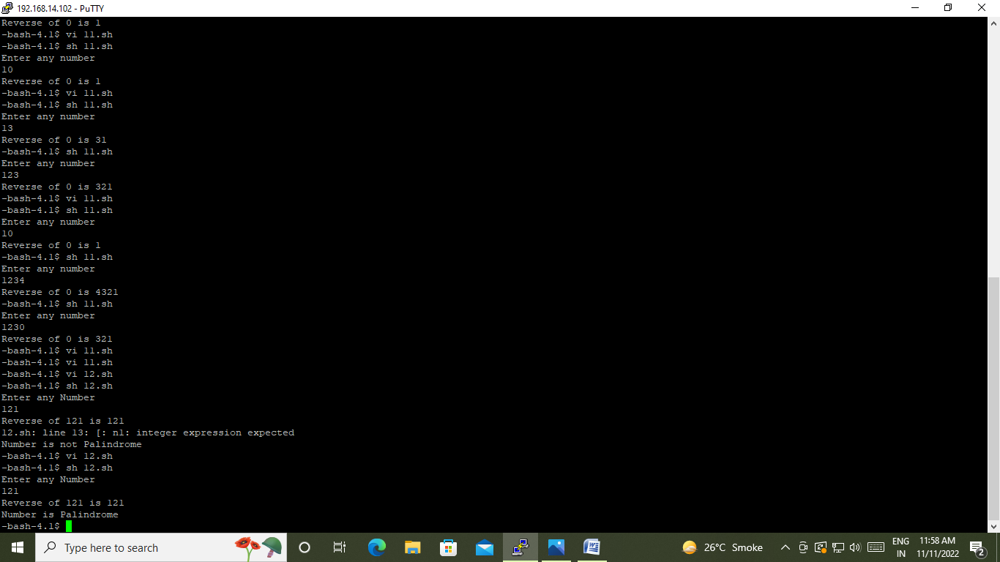 192.168.14.102 - PuTTY
Reverse of 0 is 1
-bash-4.1$ vi 11.sh
-bash-4.1$ sh 11.sh
Enter any number
10
Reverse of 0 is 1
-bash-4.1$ vi 11.sh
-bash-4.1$ sh 11.sh
Enter any number
13
Reverse of 0 is 31
-bash-4.1$ sh 11.sh
Enter any number
123
Reverse of 0 is 321
-bash-4.1$ vi 11.sh
-bash-4.1$ sh 11.sh
Enter any number
10
Reverse of 0 is 1
-bash-4.1$ sh 11.sh
Enter any number
1234
Reverse of 0 is 4321
-bash-4.1$ sh 11.sh
Enter any number
1230
Reverse of 0 is 321
-bash-4.1$ vi 11.sh
-bash-4.1$ vi 11.sh
-bash-4.1$ vi 12.sh
-bash-4.1$ sh 12.sh
Enter any Number
121
Reverse of 121 is 121
12.sh: line 13: [: n1: integer expression expected
Number is not Palindrome
-bash-4.1$ vi 12.sh
-bash-4.1$ sh 12.sh
Enter any Number
121
Reverse of 121 is 121
Number is Palindrome
-bash-4.1$
Type here to search
26°C Smoke
ENG
IN
11:58 AM
11/11/2022
2